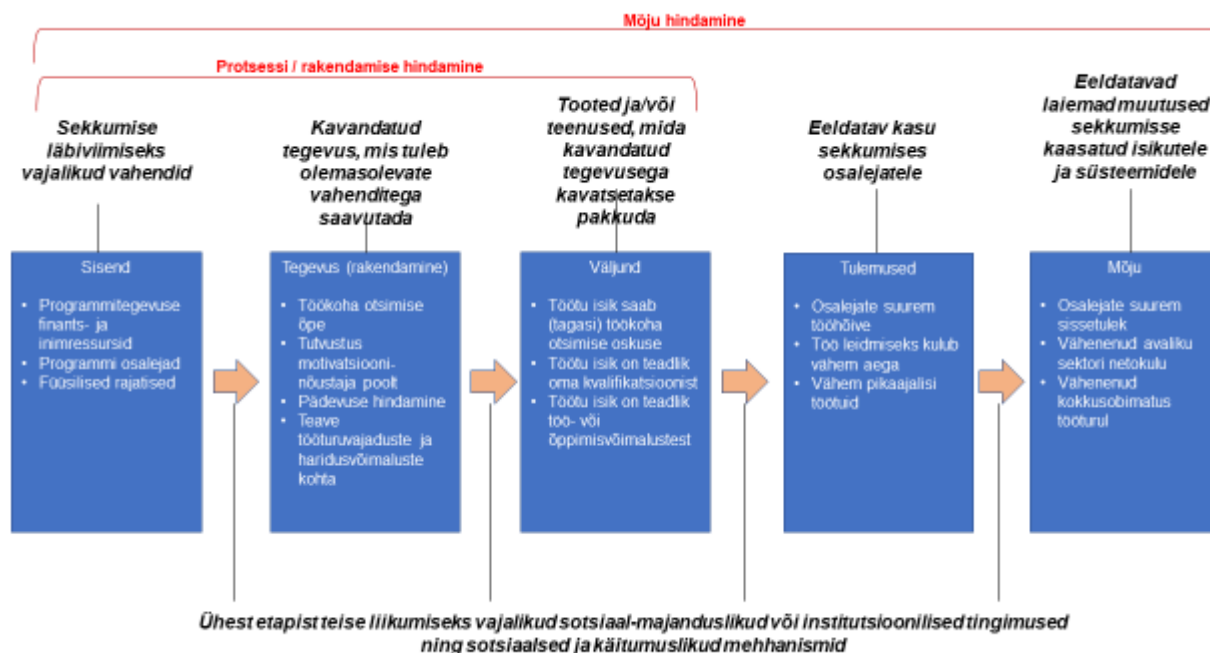 Mõju hindamine
Protsessi / rakendamise hindamine
Sekkumise
läbiviimiseks
vajalikud vahendid
Kavandatud
tegevus, mis tuleb
olemasolevate
vahenditega
saavutada
Tooted ja/või
teenused, mida
kavandatud
tegevusega
kavatsetakse
pakkuda
Eeldatav kasu
sekkumises
osalejatele
Eeldatavad
laiemad muutused
sekkumisse
kaasatud isikutele
ja süsteemidele
Sisend
• Programmitegevuse
finants- ja
inimressursid
• Programmi osalejad
• Füüsilised rajatised
Tegevus (rakendamine)
• Töökoha otsimise
õpe
• Tutvustus
motivatsiooni-
nõustaja poolt
• Pädevuse hindamine
• Teave
tööturuvajaduste ja
haridusvõimaluste
kohta
Väljund
• Töötu isik saab
(tagasi) töökoha
otsimise oskuse
• Töötu isik on teadlik
oma kvalifikatsioonist
• Töötu isik on teadlik
töö- või
õppimisvõimalustest
Tulemused
• Osalejate suurem
tööhõive
• Töö leidmiseks kulub
vähem aega
• Vähem pikaajalisi
töötuid
Mõju
• Osalejate suurem
sissetulek
• Vähenenud avaliku
sektori netokulu
• Vähenenud
kokkusobimatus
tööturul
Ühest etapist teise liikumiseks vajalikud sotsiaal-majanduslikud või institutsioonilised tingimused
ning sotsiaalsed ja käitumuslikud mehhanismid